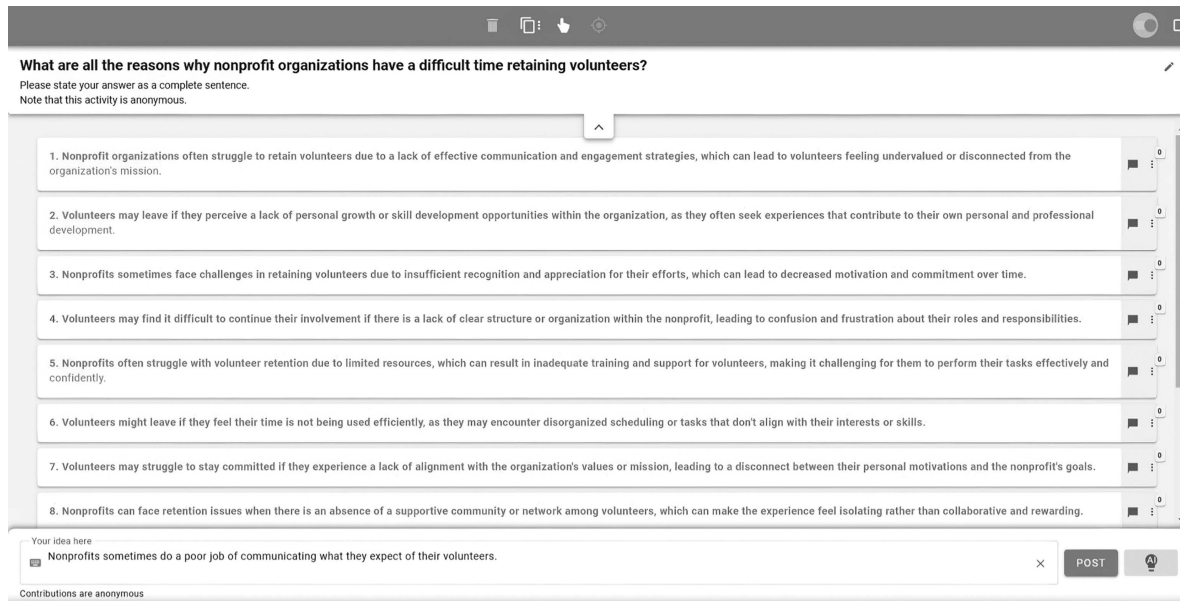 What are all the reasons why nonprofit organizations have a difficult time retaining volunteers?
Please state your answer as a complete sentence.
Note that this activity is anonymous.
1. Nonprofit organizations often struggle to retain volunteers due to a lack of effective communication and engagement strategies, which can lead to volunteers feeling undervalued or disconnected from the
organization's mission.
0
2. Volunteers may leave if they perceive a lack of personal growth or skill development opportunities within the organization, as they often seek experiences that contribute to their own personal and professional
development.
0
3. Nonprofits sometimes face challenges in retaining volunteers due to insufficient recognition and appreciation for their efforts, which can lead to decreased motivation and commitment over time.
0
4. Volunteers may find it difficult to continue their involvement if there is a lack of clear structure or organization within the nonprofit, leading to confusion and frustration about their roles and responsibilities.
0
5. Nonprofits often struggle with volunteer retention due to limited resources, which can result in inadequate training and support for volunteers, making it challenging for them to perform their tasks effectively and
confidently.
0
6. Volunteers might leave if they feel their time is not being used efficiently, as they may encounter disorganized scheduling or tasks that don't align with their interests or skills.
0
7. Volunteers may struggle to stay committed if they experience a lack of alignment with the organization's values or mission, leading to a disconnect between their personal motivations and the nonprofit's goals.
0
8. Nonprofits can face retention issues when there is an absence of a supportive community or network among volunteers, which can make the experience feel isolating rather than collaborative and rewarding.
0
Your idea here
Nonprofits sometimes do a poor job of communicating what they expect of their volunteers.
POST
AI
Contributions are anonymous